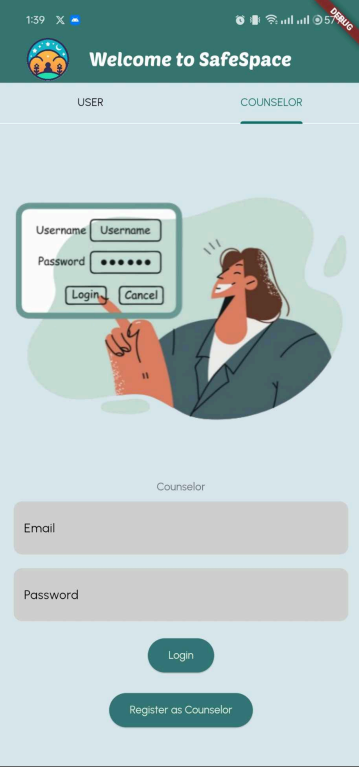 1:39
57
DEBUG
Welcome to SafeSpace
USER
COUNSELOR
Username Username
Password ●●●●●●
Login Cancel
Counselor
Email
Password
Login
Register as Counselor